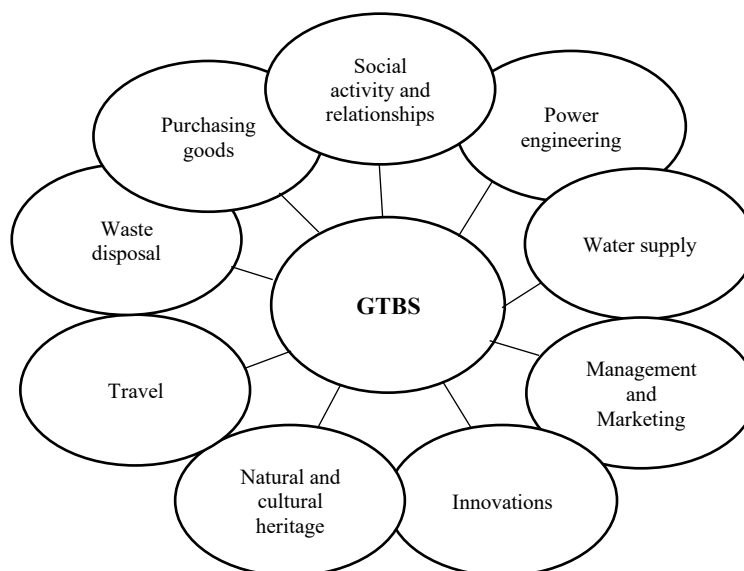 Social
activity and
relationships
Power
engineering
Purchasing
goods
Waste
disposal
Water supply
GTBS
Travel
Management
and
Marketing
Natural and
cultural
heritage
Innovations